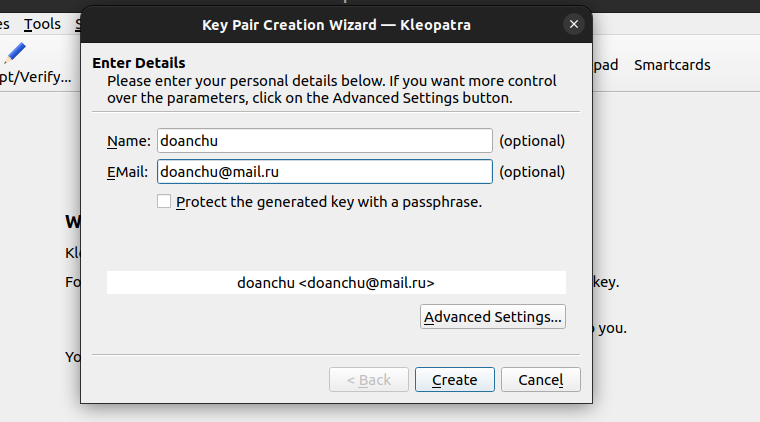 Key Pair Creation Wizard — Kleopatra
es Tools S
pt/Verify... pad Smartcards
Enter Details
Please enter your personal details below. If you want more control
over the parameters, click on the Advanced Settings button.
Name: doanchu (optional)
EMail: doanchu@mail.ru (optional)
Protect the generated key with a passphrase.
W
Kl
Fo doanchu <doanchu@mail.ru> key.
Advanced Settings...
you.
Yo
< Back Create Cancel